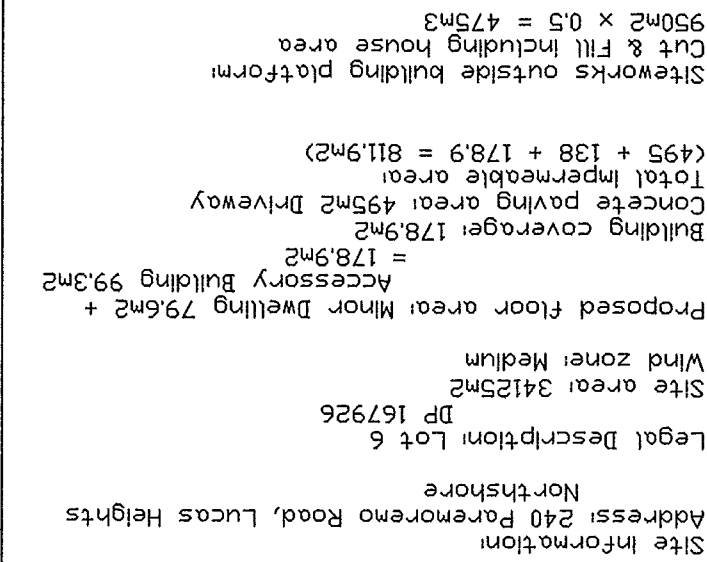 Site Information:
Address: 240 Paremoremo Road, Lucas Heights
Northshore
Legal Description: Lot 6
DP 167926
Site area: 34125m2
Wind zone: Medium
Proposed floor area: Minor Dwelling 79.6m2 +
Accessory Building 99.3m2
= 178.9m2
Building coverage: 178.9m2
Concete paving area: 495m2 Driveway
Total Impermeable area:
(495 + 138 + 178.9 = 811.9m2)
Siteworks outside building platform:
Cut & Fill including house area
950m2 x 0.5 = 475m3